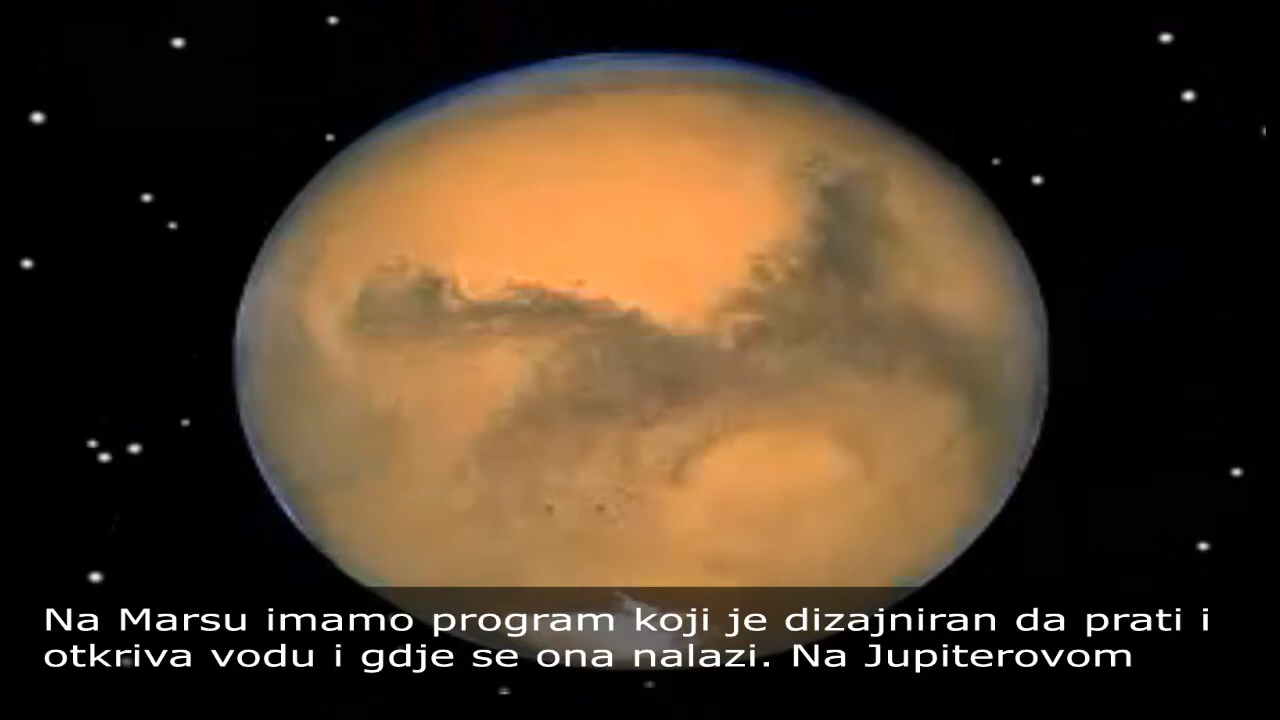 Na Marsu imamo program koji je dizajniran da prati i
otkriva vodu i gdje se ona nalazi. Na Jupiterovom